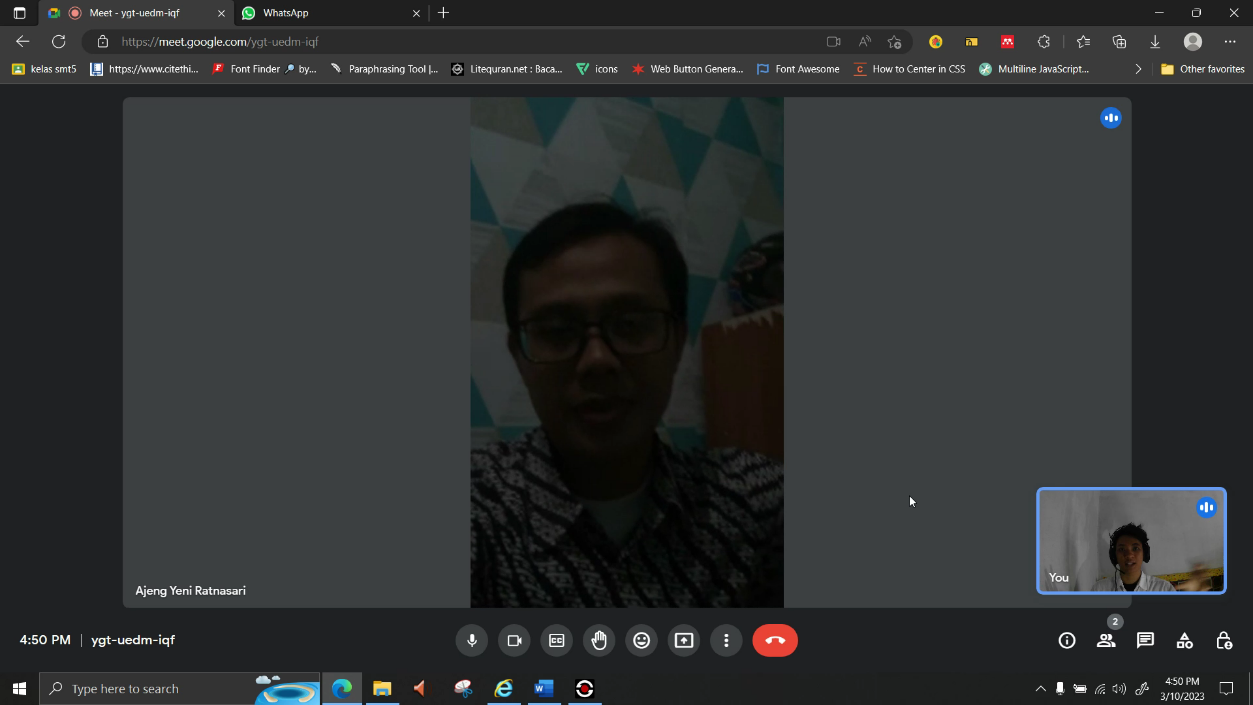 Meet - ygt-uedm-iqf
WhatsApp
https://meet.google.com/ygt-uedm-iqf
kelas smt5
https://www.citethi...
Font Finder 🔎 by...
Paraphrasing Tool |...
Litequran.net : Baca...
icons
Web Button Genera...
Font Awesome
How to Center in CSS
Multiline JavaScript...
Other favorites
Ajeng Yeni Ratnasari
You
4:50 PM | ygt-uedm-iqf
2
Type here to search
4:50 PM
3/10/2023